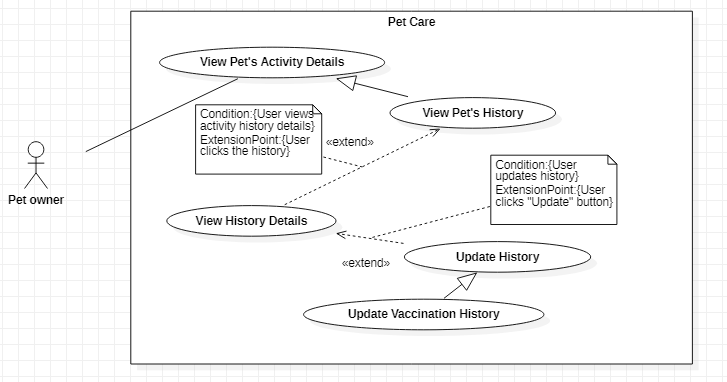 Pet Care
View Pet's Activity Details
View Pet's History
Condition:{User views
activity history details}
ExtensionPoint:{User
clicks the history}
«extend»
Pet owner
Condition:{User
updates history}
ExtensionPoint:{User
clicks "Update" button}
View History Details
«extend»
Update History
Update Vaccination History